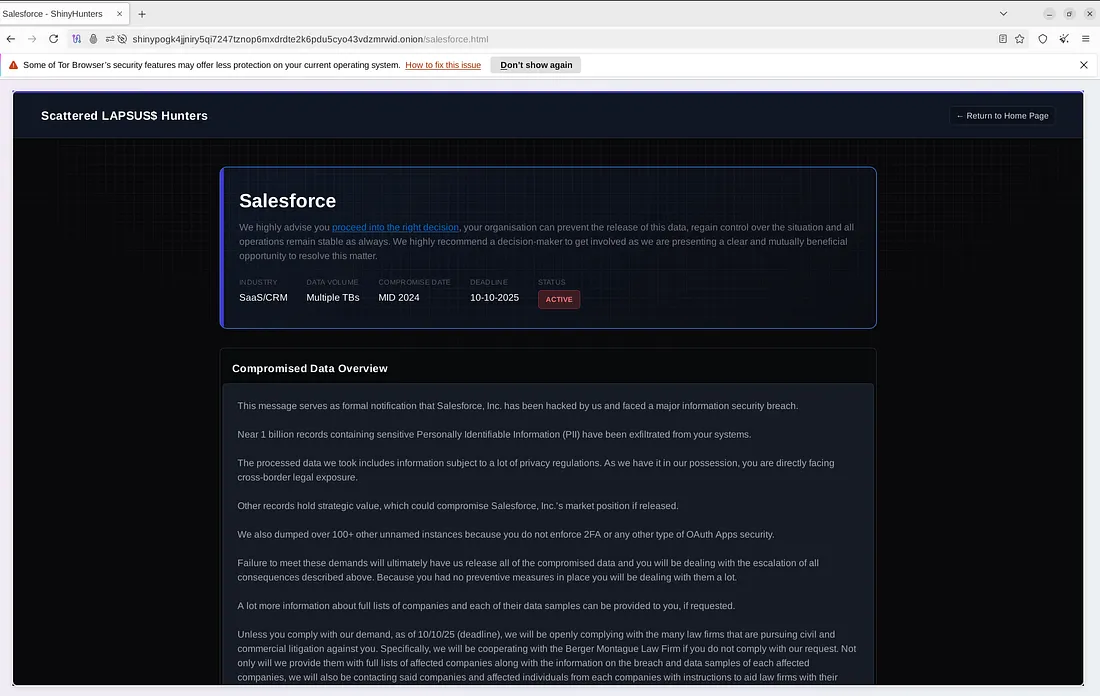 Salesforce - ShinyHunters
shinypogk4jjniry5qi7247tznop6mxdrdte2k6pdu5cyo43vdzmrwid.onion/salesforce.html
Some of Tor Browser's security features may offer less protection on your current operating system. How to fix this issue Don't show again
Scattered LAPSUS$ Hunters
← Return to Home Page
Salesforce
We highly advise you proceed into the right decision, your organisation can prevent the release of this data, regain control over the situation and all
operations remain stable as always. We highly recommend a decision-maker to get involved as we are presenting a clear and mutually beneficial
opportunity to resolve this matter.
INDUSTRY DATA VOLUME COMPROMISE DATE DEADLINE STATUS
SaaS/CRM Multiple TBs MID 2024 10-10-2025 ACTIVE
Compromised Data Overview
This message serves as formal notification that Salesforce, Inc. has been hacked by us and faced a major information security breach.
Near 1 billion records containing sensitive Personally Identifiable Information (PII) have been exfiltrated from your systems.
The processed data we took includes information subject to a lot of privacy regulations. As we have it in our possession, you are directly facing
cross-border legal exposure.
Other records hold strategic value, which could compromise Salesforce, Inc.'s market position if released.
We also dumped over 100+ other unnamed instances because you do not enforce 2FA or any other type of OAuth Apps security.
Failure to meet these demands will ultimately have us release all of the compromised data and you will be dealing with the escalation of all
consequences described above. Because you had no preventive measures in place you will be dealing with them a lot.
A lot more information about full lists of companies and each of their data samples can be provided to you, if requested.
Unless you comply with our demand, as of 10/10/25 (deadline), we will be openly complying with the many law firms that are pursuing civil and
commercial litigation against you. Specifically, we will be cooperating with the Berger Montague Law Firm if you do not comply with our request. Not
only will we provide them with full lists of affected companies along with the information on the breach and data samples of each affected
companies, we will also be contacting said companies and affected individuals from each companies with instructions to aid law firms with their